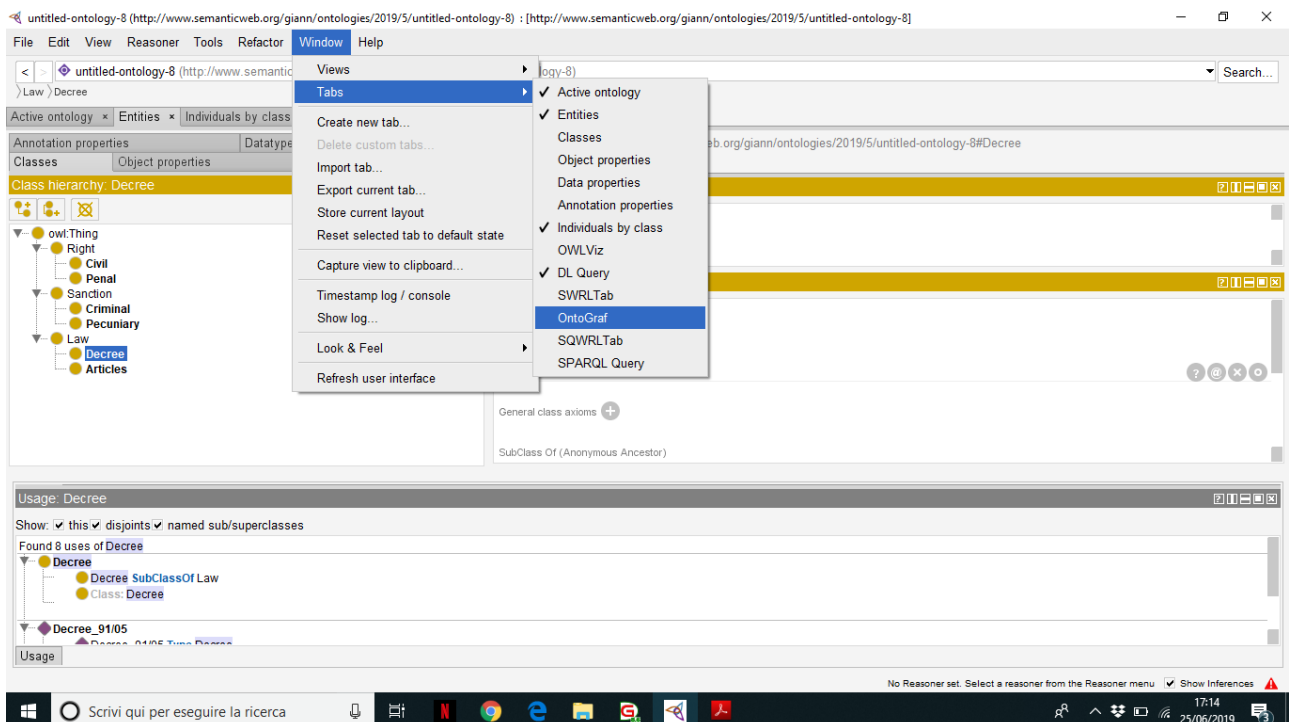 untitled-ontology-8 (http://www.semanticweb.org/giann/ontologies/2019/5/untitled-ontology-8) : [http://www.semanticweb.org/giann/ontologies/2019/5/untitled-ontology-8]
File Edit View Reasoner Tools Refactor Window Help
< > untitled-ontology-8 (http://www.semantic ogy-8) Search...
Law Decree
Active ontology × Entities × Individuals by class
Annotation properties Datatype
Classes Object properties
eb.org/giann/ontologies/2019/5/untitled-ontology-8#Decree
Class hierarchy: Decree
owl:Thing
Right
Civil
Penal
Sanction
Criminal
Pecuniary
Law
Decree
Articles
Views
Tabs
Create new tab...
Delete custom tabs...
Import tab...
Export current tab...
Store current layout
Reset selected tab to default state
Capture view to clipboard...
Timestamp log / console
Show log...
Look & Feel
Refresh user interface
✓ Active ontology
✓ Entities
Classes
Object properties
Data properties
Annotation properties
✓ Individuals by class
OWLViz
✓ DL Query
SWRLTab
OntoGraf
SQWRLTab
SPARQL Query
General class axioms
SubClass Of (Anonymous Ancestor)
Usage: Decree
Show: this disjoints named sub/superclasses
Found 8 uses of Decree
Decree
Decree SubClassOf Law
Class: Decree
Decree_91/05
Decree_91/05 Type Decree
Usage
No Reasoner set. Select a reasoner from the Reasoner menu Show Inferences
Scrivi qui per eseguire la ricerca
17:14
25/06/2019